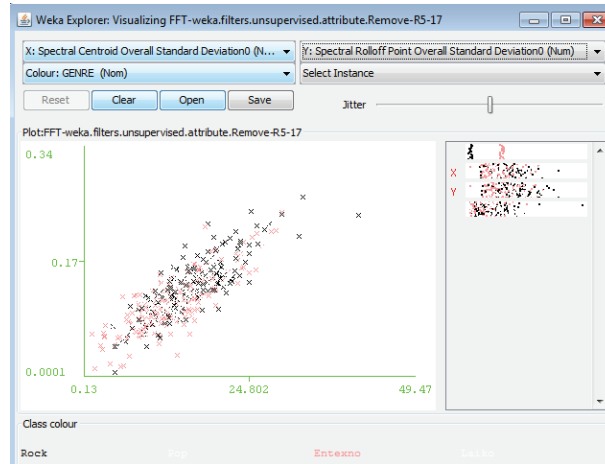 Weka Explorer: Visualizing FFT-weka.filters.unsupervised.attribute.Remove-R5-17
X: Spectral Centroid Overall Standard Deviation0 (N... Y: Spectral Rolloff Point Overall Standard Deviation0 (Num)
Colour: GENRE (Nom) Select Instance
Reset Clear Open Save Jitter
Plot:FFT-weka.filters.unsupervised.attribute.Remove-R5-17
0.34
X
Y
0.17
0.0001
0.13 24.802 49.47
Class colour
Rock Pop Entexno Laiko